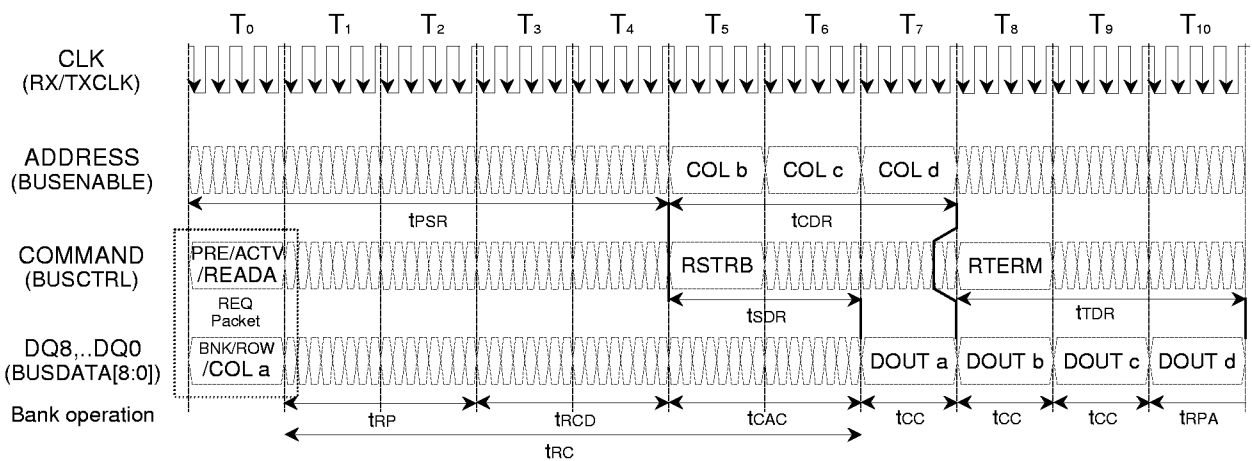 T0 T1 T2 T3 T4 T5 T6 T7 T8 T9 T10
CLK
(RX/TXCLK)
ADDRESS
(BUSENABLE)
COL b COL c COL d
tPSR tCDR
COMMAND
(BUSCTRL)
PRE/ACTV
/READA
RSTRB RTERM
REQ
Packet
tSDR tTDR
DQ8,..DQ0
(BUSDATA[8:0])
BNK/ROW
/COL a
DOUT a DOUT b DOUT c DOUT d
Bank operation
tRP tRCD tCAC tCC tCC tCC tRPA
tRC